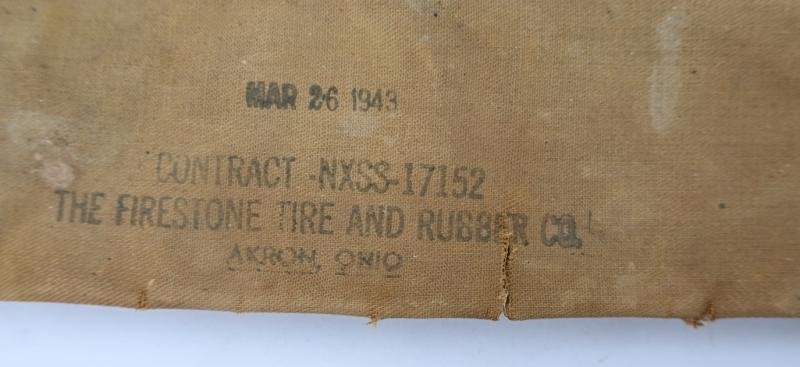 MAR 26 1943
CONTRACT -NXSS-17152
THE FIRESTONE TIRE AND RUBBER CO.
AKRON, OHIO